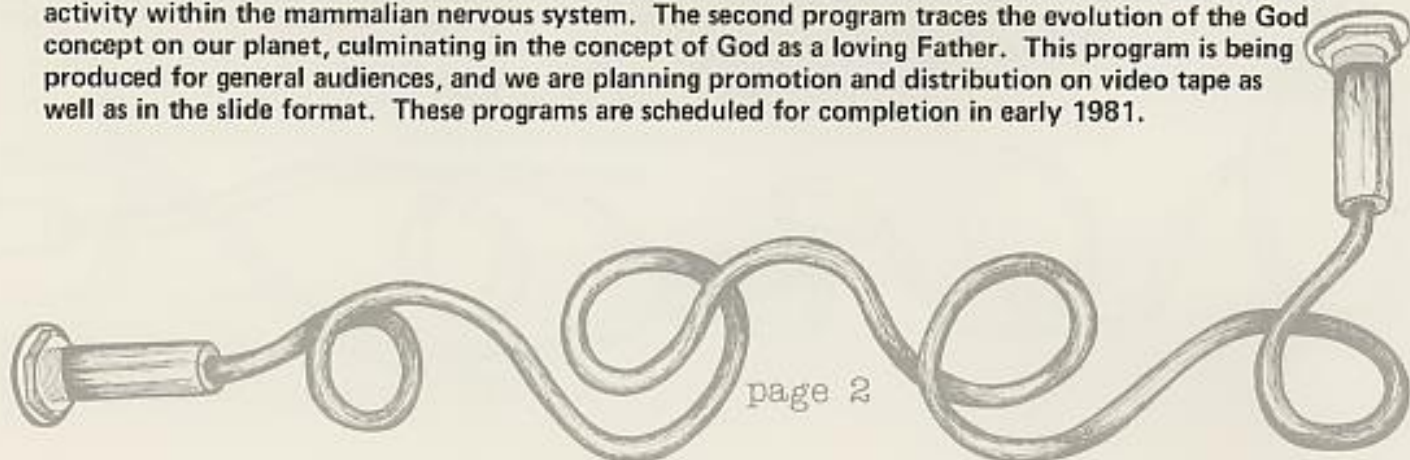 activity within the mammalian nervous system. The second program traces the evolution of the God
concept on our planet, culminating in the concept of God as a loving Father. This program is being
produced for general audiences, and we are planning promotion and distribution on video tape as
well as in the slide format. These programs are scheduled for completion in early 1981.
page 2